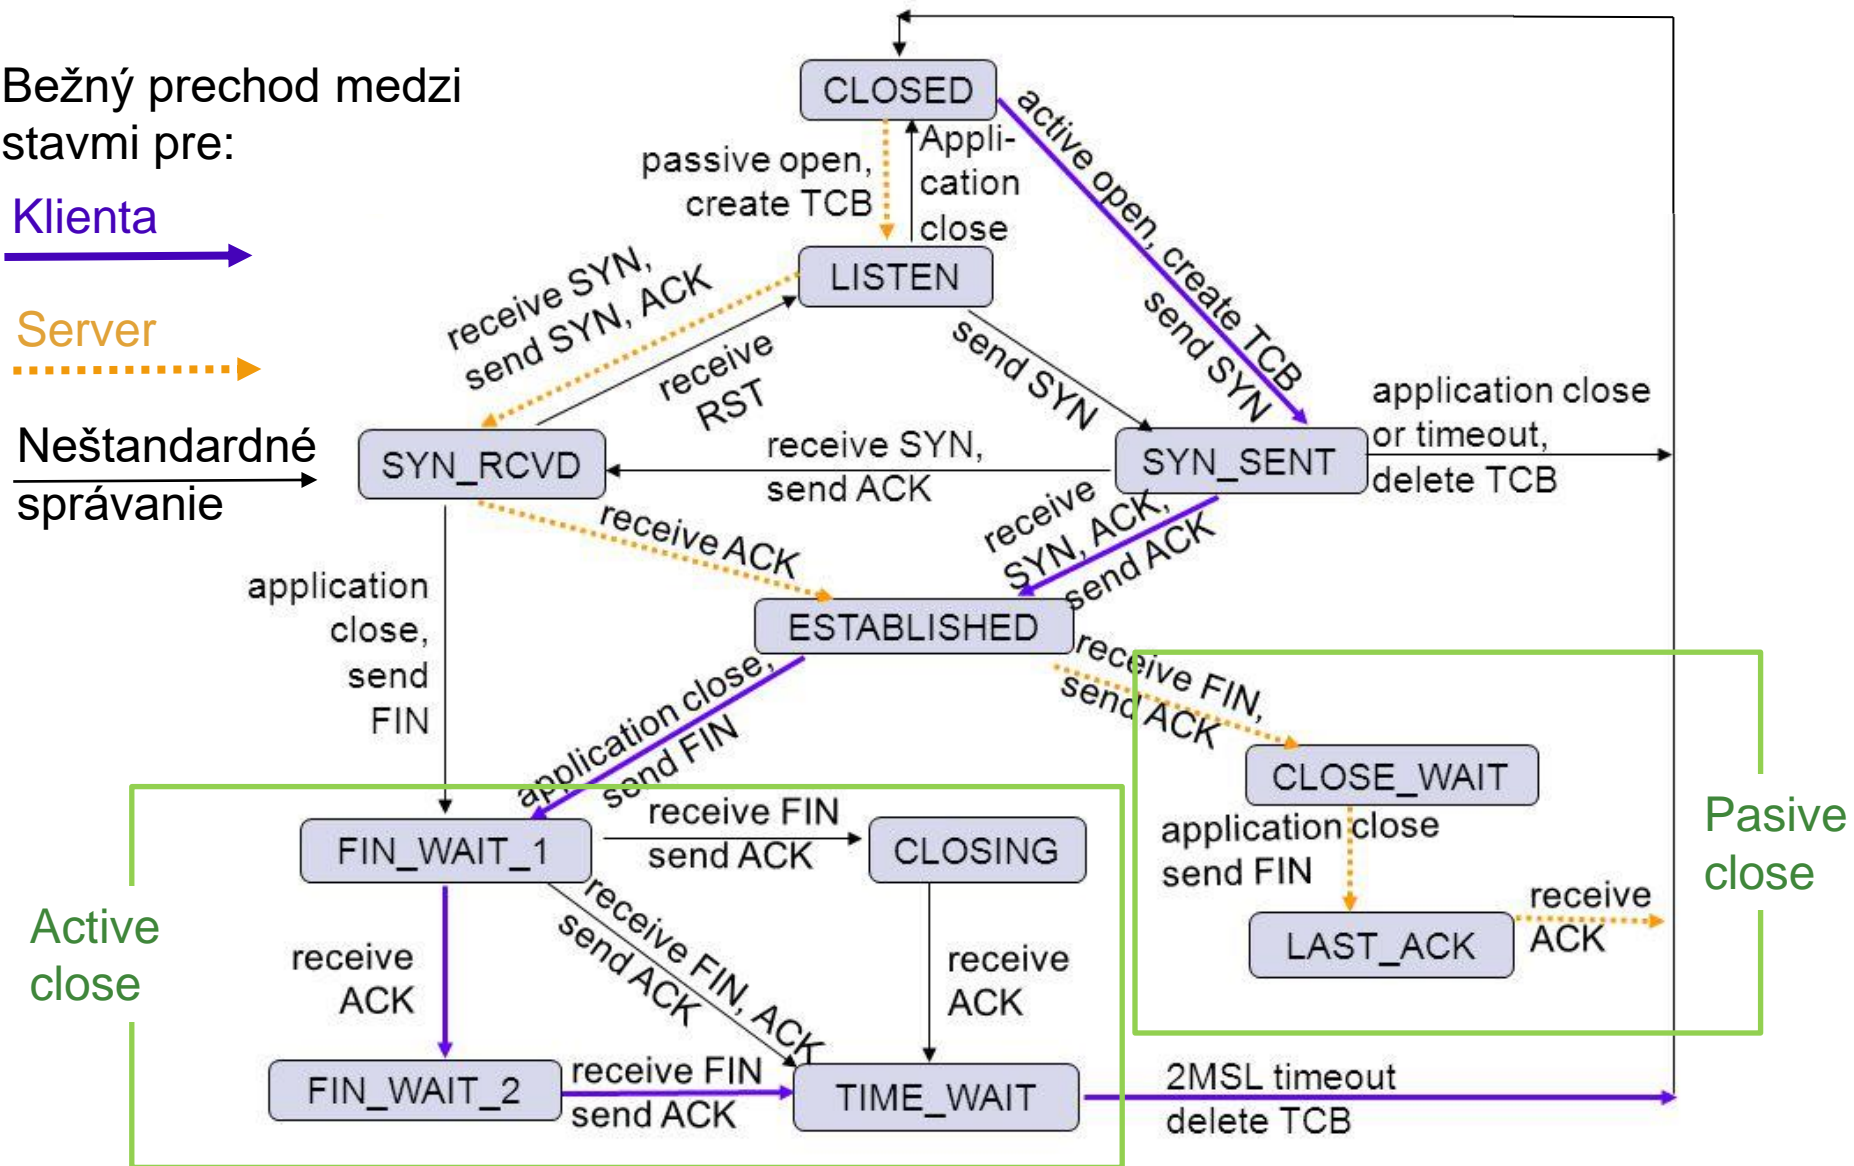 Bežný prechod medzi
stavmi pre:
Klienta
Server
Neštandardné
správanie
CLOSED
passive open,
create TCB
Appli-
cation
close
active open, create TCB
send SYN
LISTEN
receive SYN,
send SYN, ACK
receive
RST
send SYN
application close
or timeout,
delete TCB
SYN_RCVD
receive SYN,
send ACK
SYN_SENT
receive ACK
receive
SYN, ACK,
send ACK
application
close,
send
FIN
ESTABLISHED
application close,
send FIN
receive FIN,
send ACK
CLOSE_WAIT
Pasive
close
application close
send FIN
LAST_ACK
receive
ACK
FIN_WAIT_1
receive FIN
send ACK
CLOSING
Active
close
receive
ACK
receive FIN, ACK
send ACK
receive
ACK
FIN_WAIT_2
receive FIN
send ACK
TIME_WAIT
2MSL timeout
delete TCB